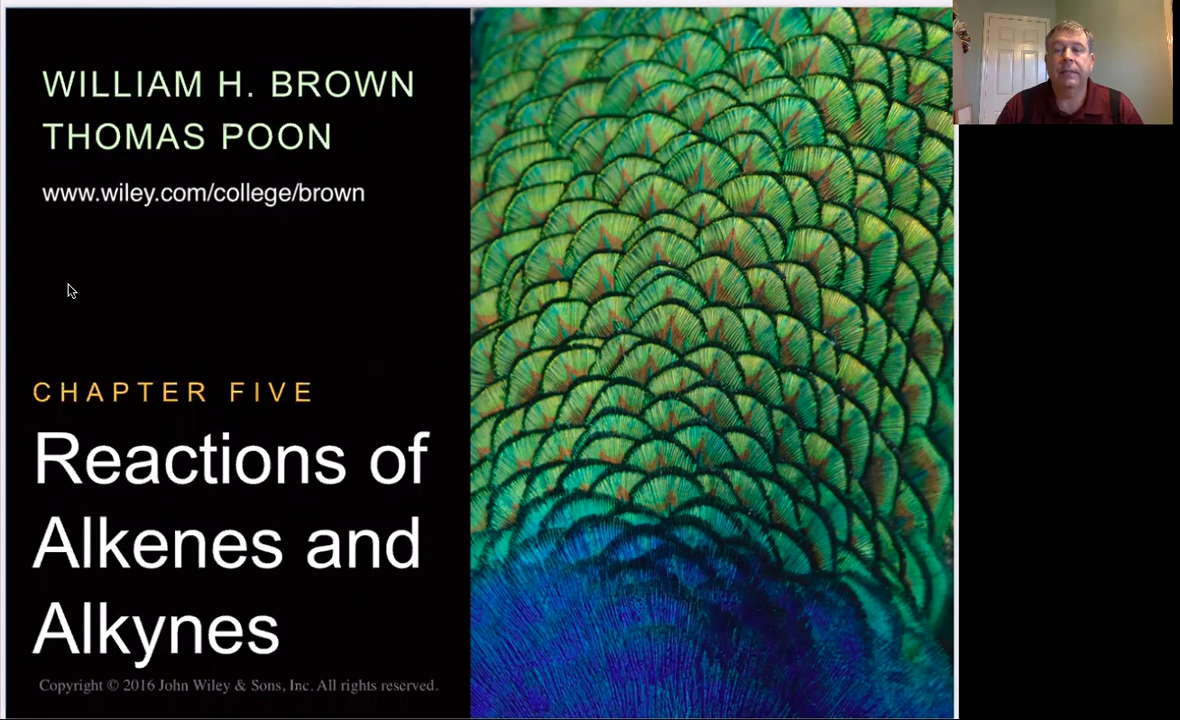 WILLIAM H. BROWN
THOMAS POON
www.wiley.com/college/brown
CHAPTER FIVE
Reactions of
Alkenes and
Alkynes
Copyright © 2016 John Wiley & Sons, Inc. All rights reserved.